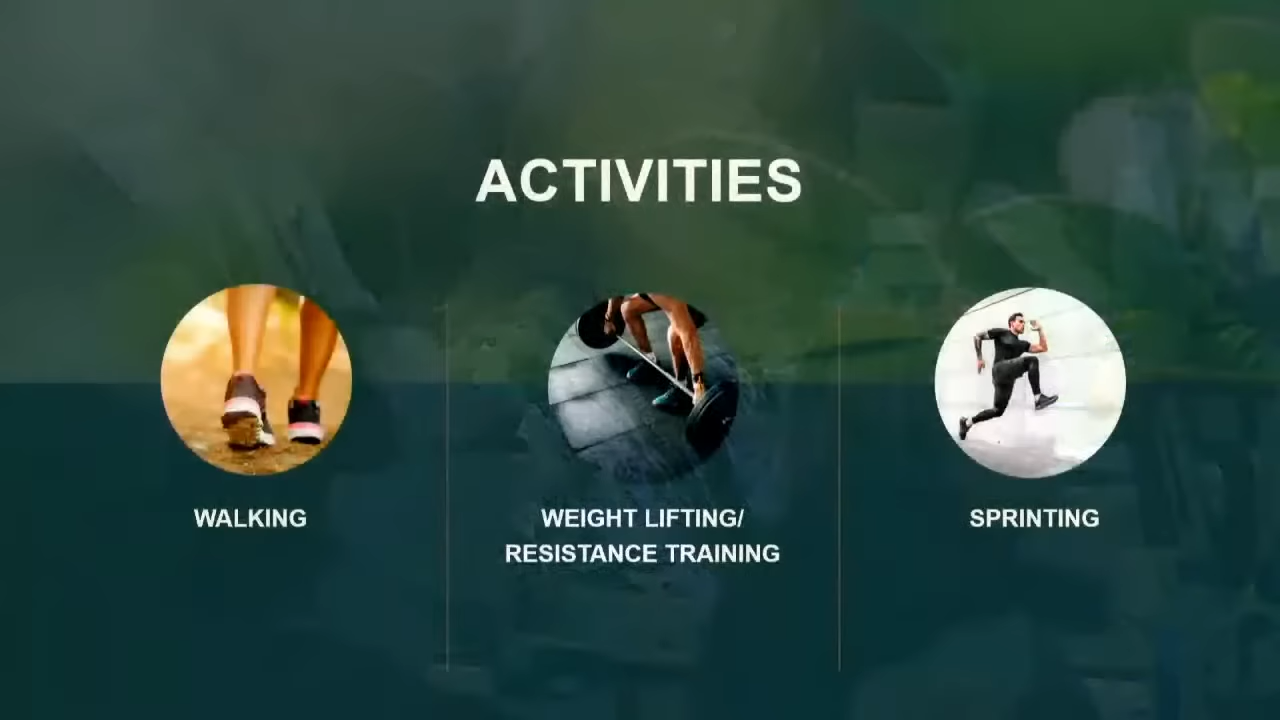 ACTIVITIES
WALKING
WEIGHT LIFTING/
RESISTANCE TRAINING
SPRINTING